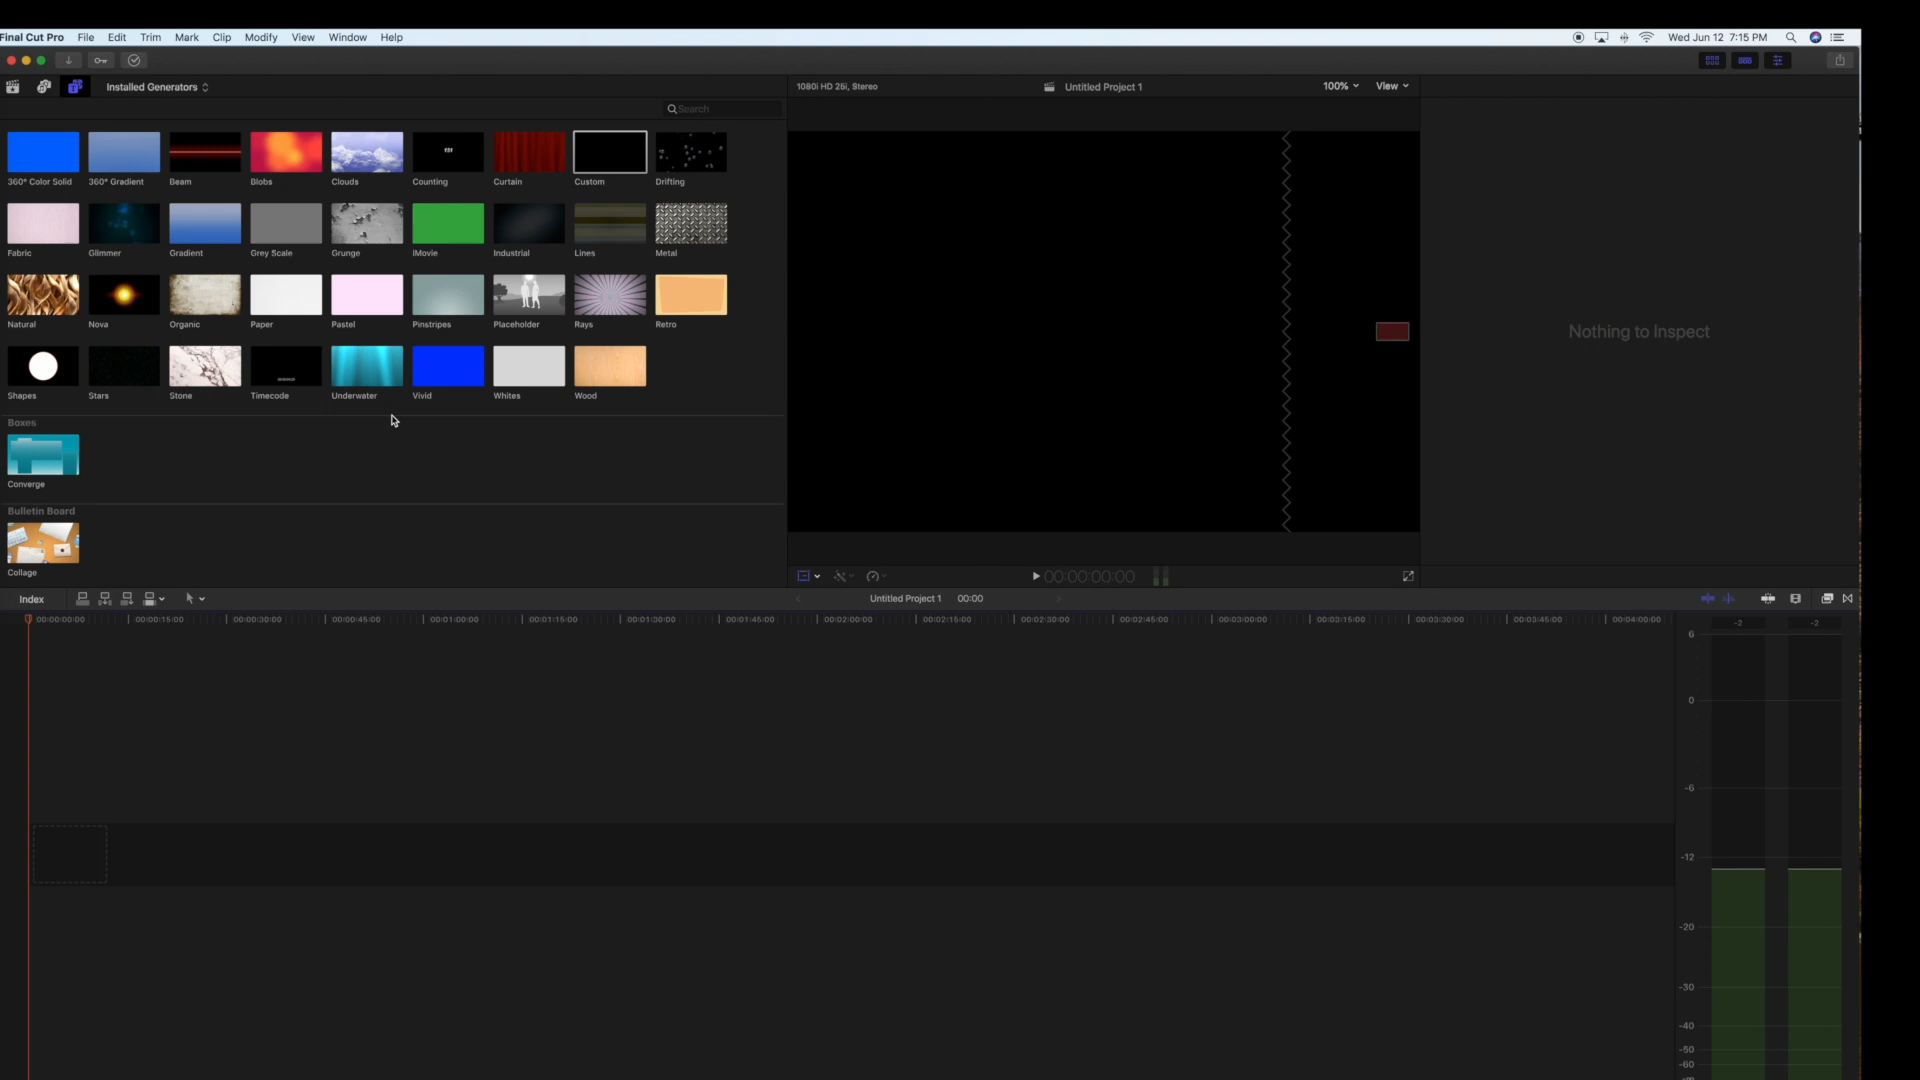 Final Cut Pro File Edit Trim Mark Clip Modify View Window Help Wed Jun 12 7:15 PM
Installed Generators 1080i HD 25i, Stereo Untitled Project 1 100% View
Search
360° Color Solid 360° Gradient Beam Blobs Clouds Counting Curtain Custom Drifting
Fabric Glimmer Gradient Grey Scale Grunge iMovie Industrial Lines Metal
Natural Nova Organic Paper Pastel Pinstripes Placeholder Rays Retro
Nothing to Inspect
Shapes Stars Stone Timecode Underwater Vivid Whites Wood
Boxes
Converge
Bulletin Board
Collage
00:00:00:00
Index Untitled Project 1 00:00
00:00:00:00 00:00:15:00 00:00:30:00 00:00:45:00 00:01:00:00 00:01:15:00 00:01:30:00 00:01:45:00 00:02:00:00 00:02:15:00 00:02:30:00 00:02:45:00 00:03:00:00 00:03:15:00 00:03:30:00 00:03:45:00 00:04:00:00
-2 -2
6
0
-6
-12
-20
-30
-40
-50
-60